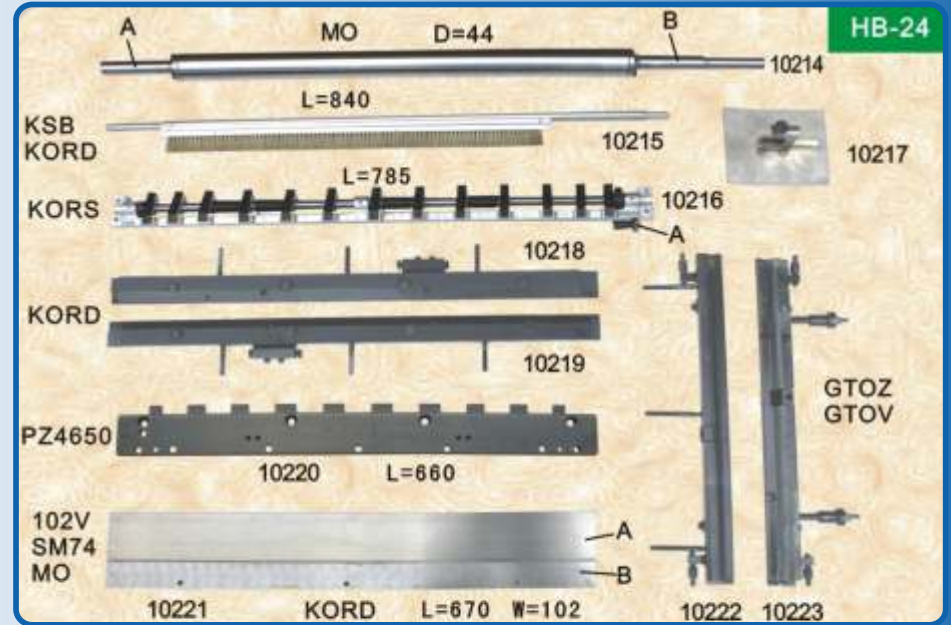 HB-24
A MO D=44 B
10214
L=840
KSB
KORD
10215
10217
L=785
KORS
10216
A
10218
KORD
10219
GTOZ
GTOV
PZ4650
10220 L=660
102V
SM74
MO
A
B
10221 KORD L=670 W=102
10222 10223